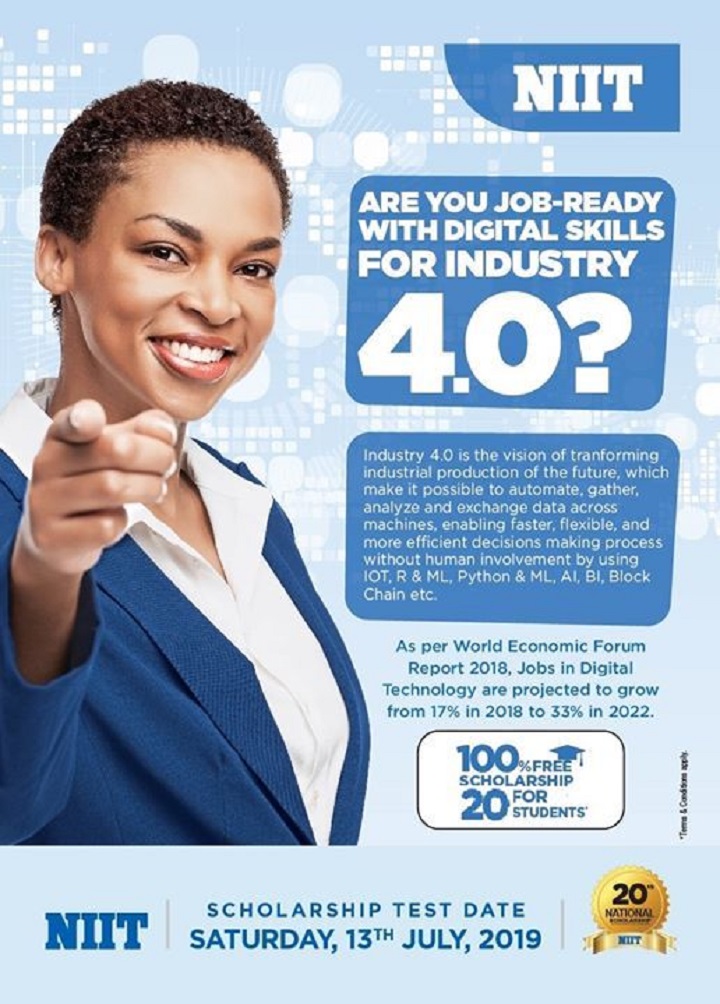 NIIT
ARE YOU JOB-READY
WITH DIGITAL SKILLS
FOR INDUSTRY
4.0?
Industry 4.0 is the vision of tranforming
industrial production of the future, which
make it possible to automate, gather,
analyze and exchange data across
machines, enabling faster, flexible, and
more efficient decisions making process
without human involvement by using
IOT, R & ML, Python & ML, AI, BI, Block
Chain etc.
As per World Economic Forum
Report 2018, Jobs in Digital
Technology are projected to grow
from 17% in 2018 to 33% in 2022.
100%FREE
SCHOLARSHIP
20 FOR STUDENTS*
*Terms & Conditions apply.
NIIT
SCHOLARSHIP TEST DATE
SATURDAY, 13TH JULY, 2019
20TH
NATIONAL
SCHOLARSHIP
NIIT